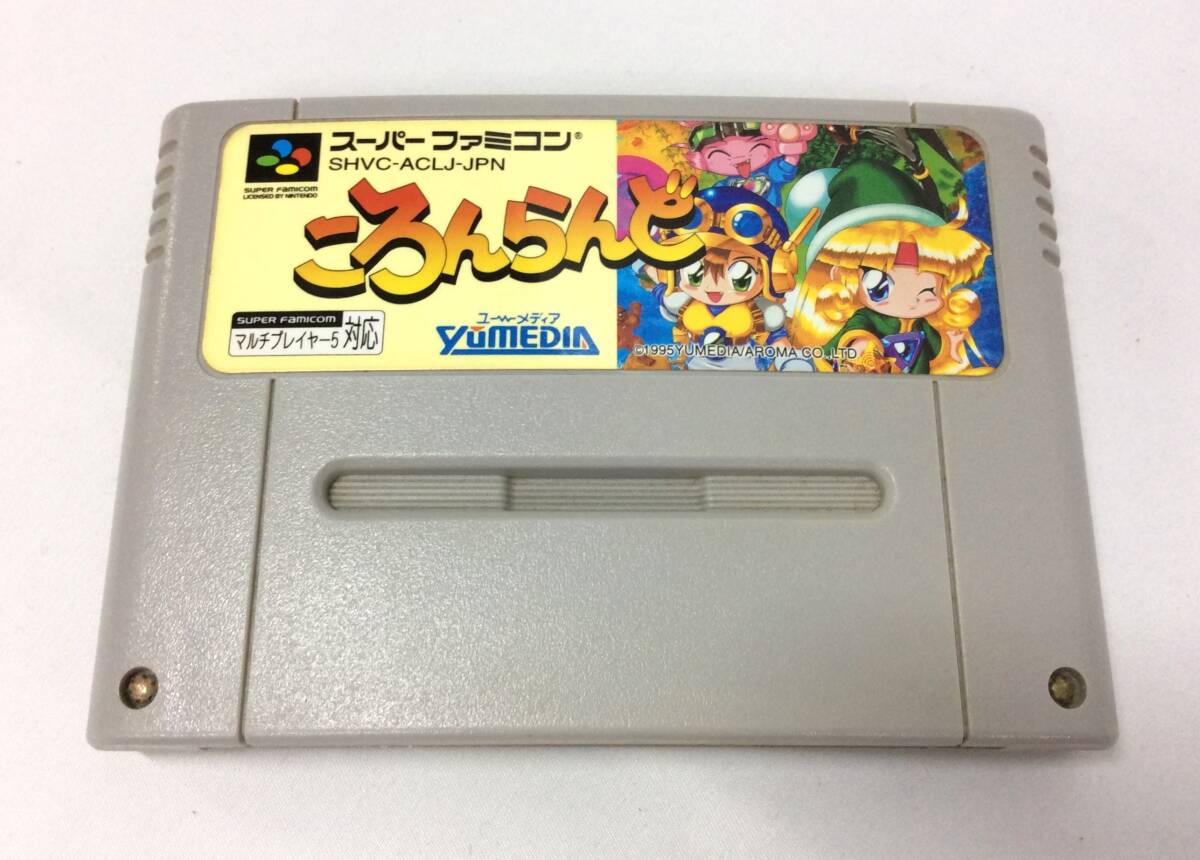 スーパーファミコン®
SHVC-ACLJ-JPN
SUPER FAMICOM
LICENSED BY NINTENDO
ころんらんど
SUPER FAMICOM
マルチプレイヤー5 対応
ユーメディア
YUMEDIA
©1995YUMEDIA/AROMA CO.,LTD